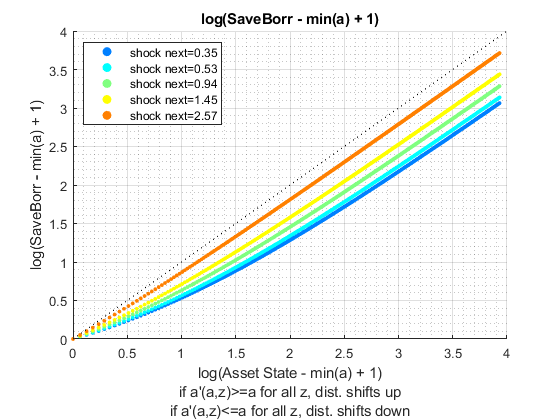 log(SaveBorr - min(a) + 1)
4
3.5
3
2.5
2
1.5
1
0.5
0
log(SaveBorr - min(a) + 1)
shock next=0.35
shock next=0.53
shock next=0.94
shock next=1.45
shock next=2.57
0 0.5 1 1.5 2 2.5 3 3.5 4
log(Asset State - min(a) + 1)
if a'(a,z)>=a for all z, dist. shifts up
if a'(a,z)<=a for all z, dist. shifts down